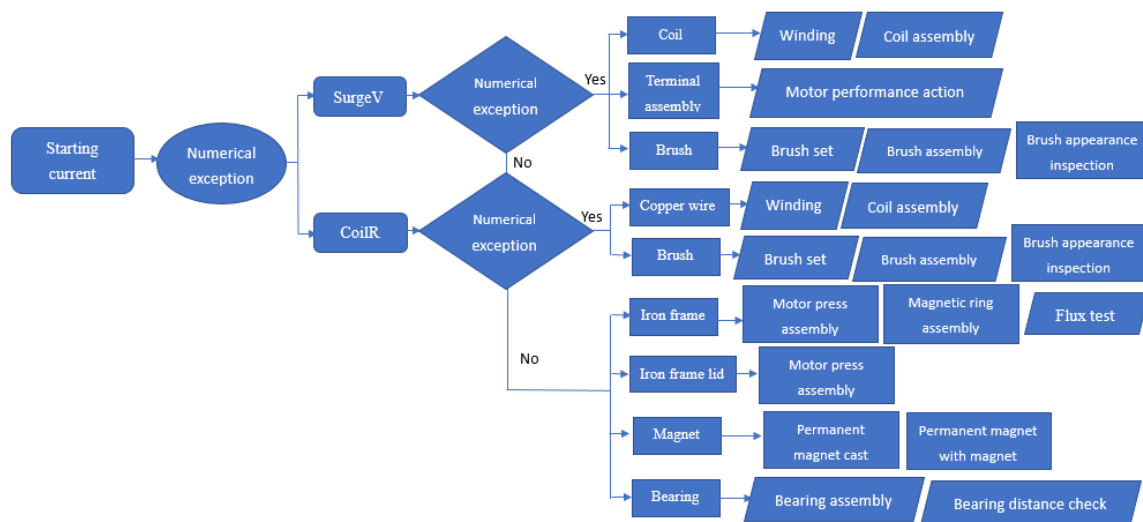 Starting
current
Numerical
exception
SurgeV
CoilR
Numerical
exception
Yes
No
Numerical
exception
Yes
No
Coil
Winding
Coil assembly
Terminal
assembly
Motor performance action
Brush
Brush set
Brush assembly
Brush appearance
inspection
Copper wire
Winding
Coil assembly
Brush
Brush set
Brush assembly
Brush appearance
inspection
Iron frame
Motor press
assembly
Magnetic ring
assembly
Flux test
Iron frame lid
Motor press
assembly
Magnet
Permanent
magnet cast
Permanent magnet
with magnet
Bearing
Bearing assembly
Bearing distance check